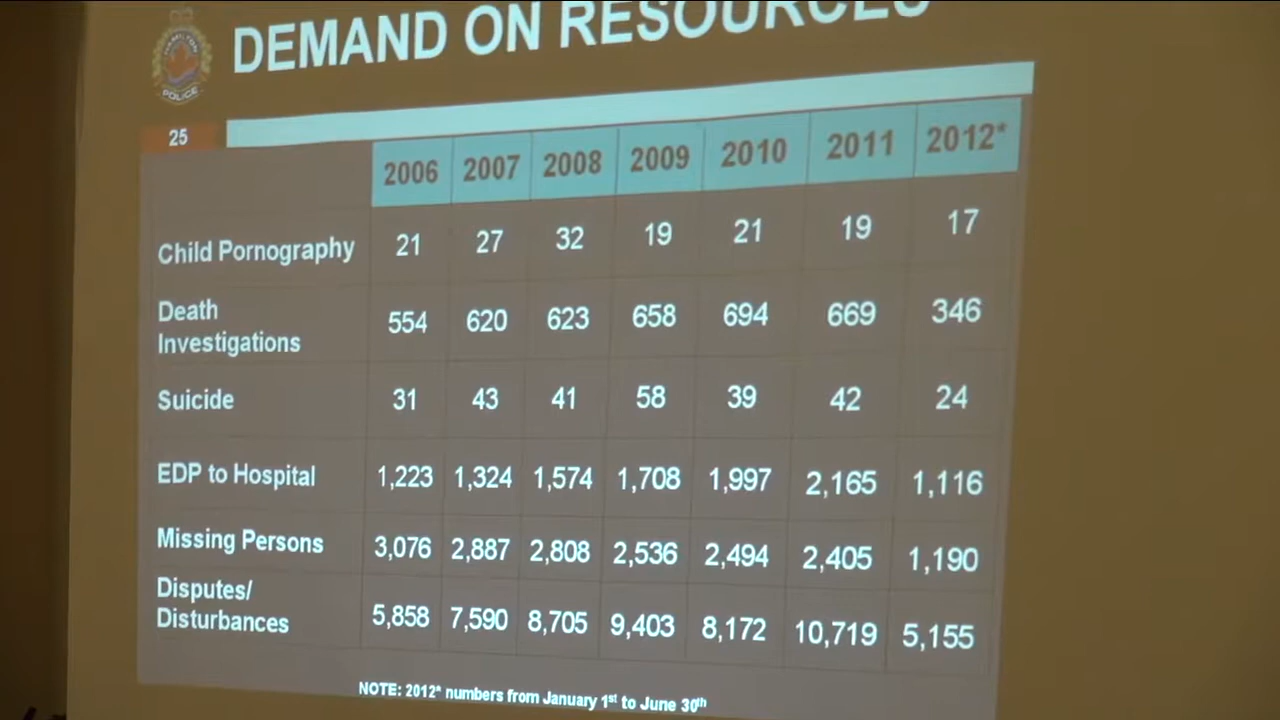 DEMAND ON RESOURCES
HAMILTON
POLICE
25
2006 2007 2008 2009 2010 2011 2012*
Child Pornography 21 27 32 19 21 19 17
Death
Investigations 554 620 623 658 694 669 346
Suicide 31 43 41 58 39 42 24
EDP to Hospital 1,223 1,324 1,574 1,708 1,997 2,165 1,116
Missing Persons 3,076 2,887 2,808 2,536 2,494 2,405 1,190
Disputes/
Disturbances 5,858 7,590 8,705 9,403 8,172 10,719 5,155
NOTE: 2012* numbers from January 1st to June 30th